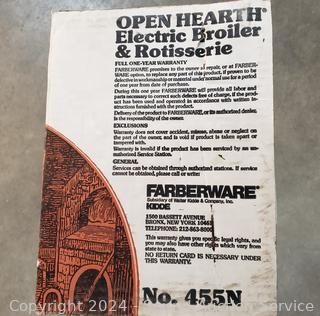 OPEN HEARTH®
Electric Broiler
& Rotisserie
FULL ONE-YEAR WARRANTY
FARBERWARE promises to the owner to repair, or at FARBER-
WARE option, to replace any part of this product, if proven to be
defective in workmanship or material under normal use for a period
of one year from date of purchase.
During this one year FARBERWARE will provide all labor and
parts necessary to correct such defects free of charge, if the prod-
uct has been used and operated in accordance with written in-
structions furnished with the product.
Delivery of the product to FARBERWARE, or its authorized dealer,
is the responsibility of the owner.
EXCLUSIONS
Warranty does not cover accident, misuse, abuse or neglect on
the part of the owner, and is void if product is taken apart or
tampered with.
Warranty is invalid if the product has been serviced by an un-
authorized Service Station.
GENERAL
Services can be obtained through authorized stations. If service
cannot be obtained, please call or write:
FARBERWARE®
Subsidiary of Walter Kidde & Company, Inc.
KIDDE
1500 BASSETT AVENUE
BRONX, NEW YORK 10461
TELEPHONE: 212-863-8000
This warranty gives you specific legal rights, and
you may also have other rights which vary from
state to state.
NO RETURN CARD IS NECESSARY UNDER
THIS WARRANTY.
No. 455N
Copyright 2024 - Auction Service